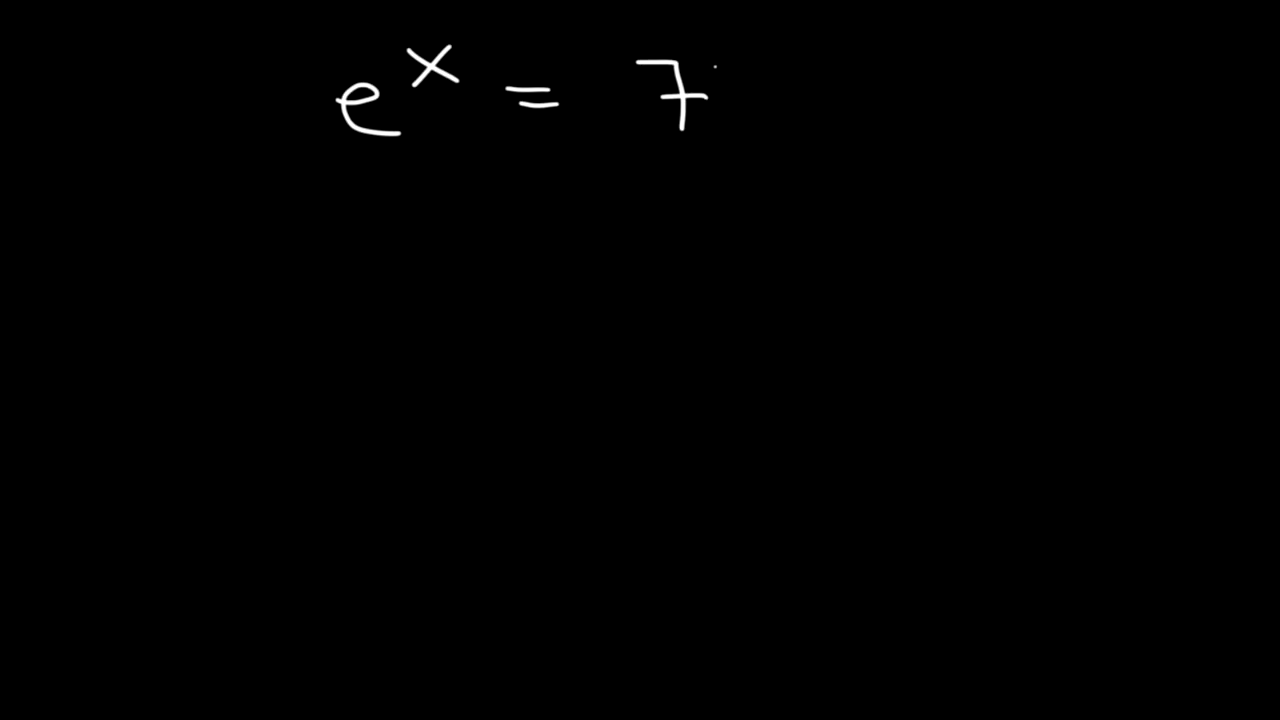 e^x = 7